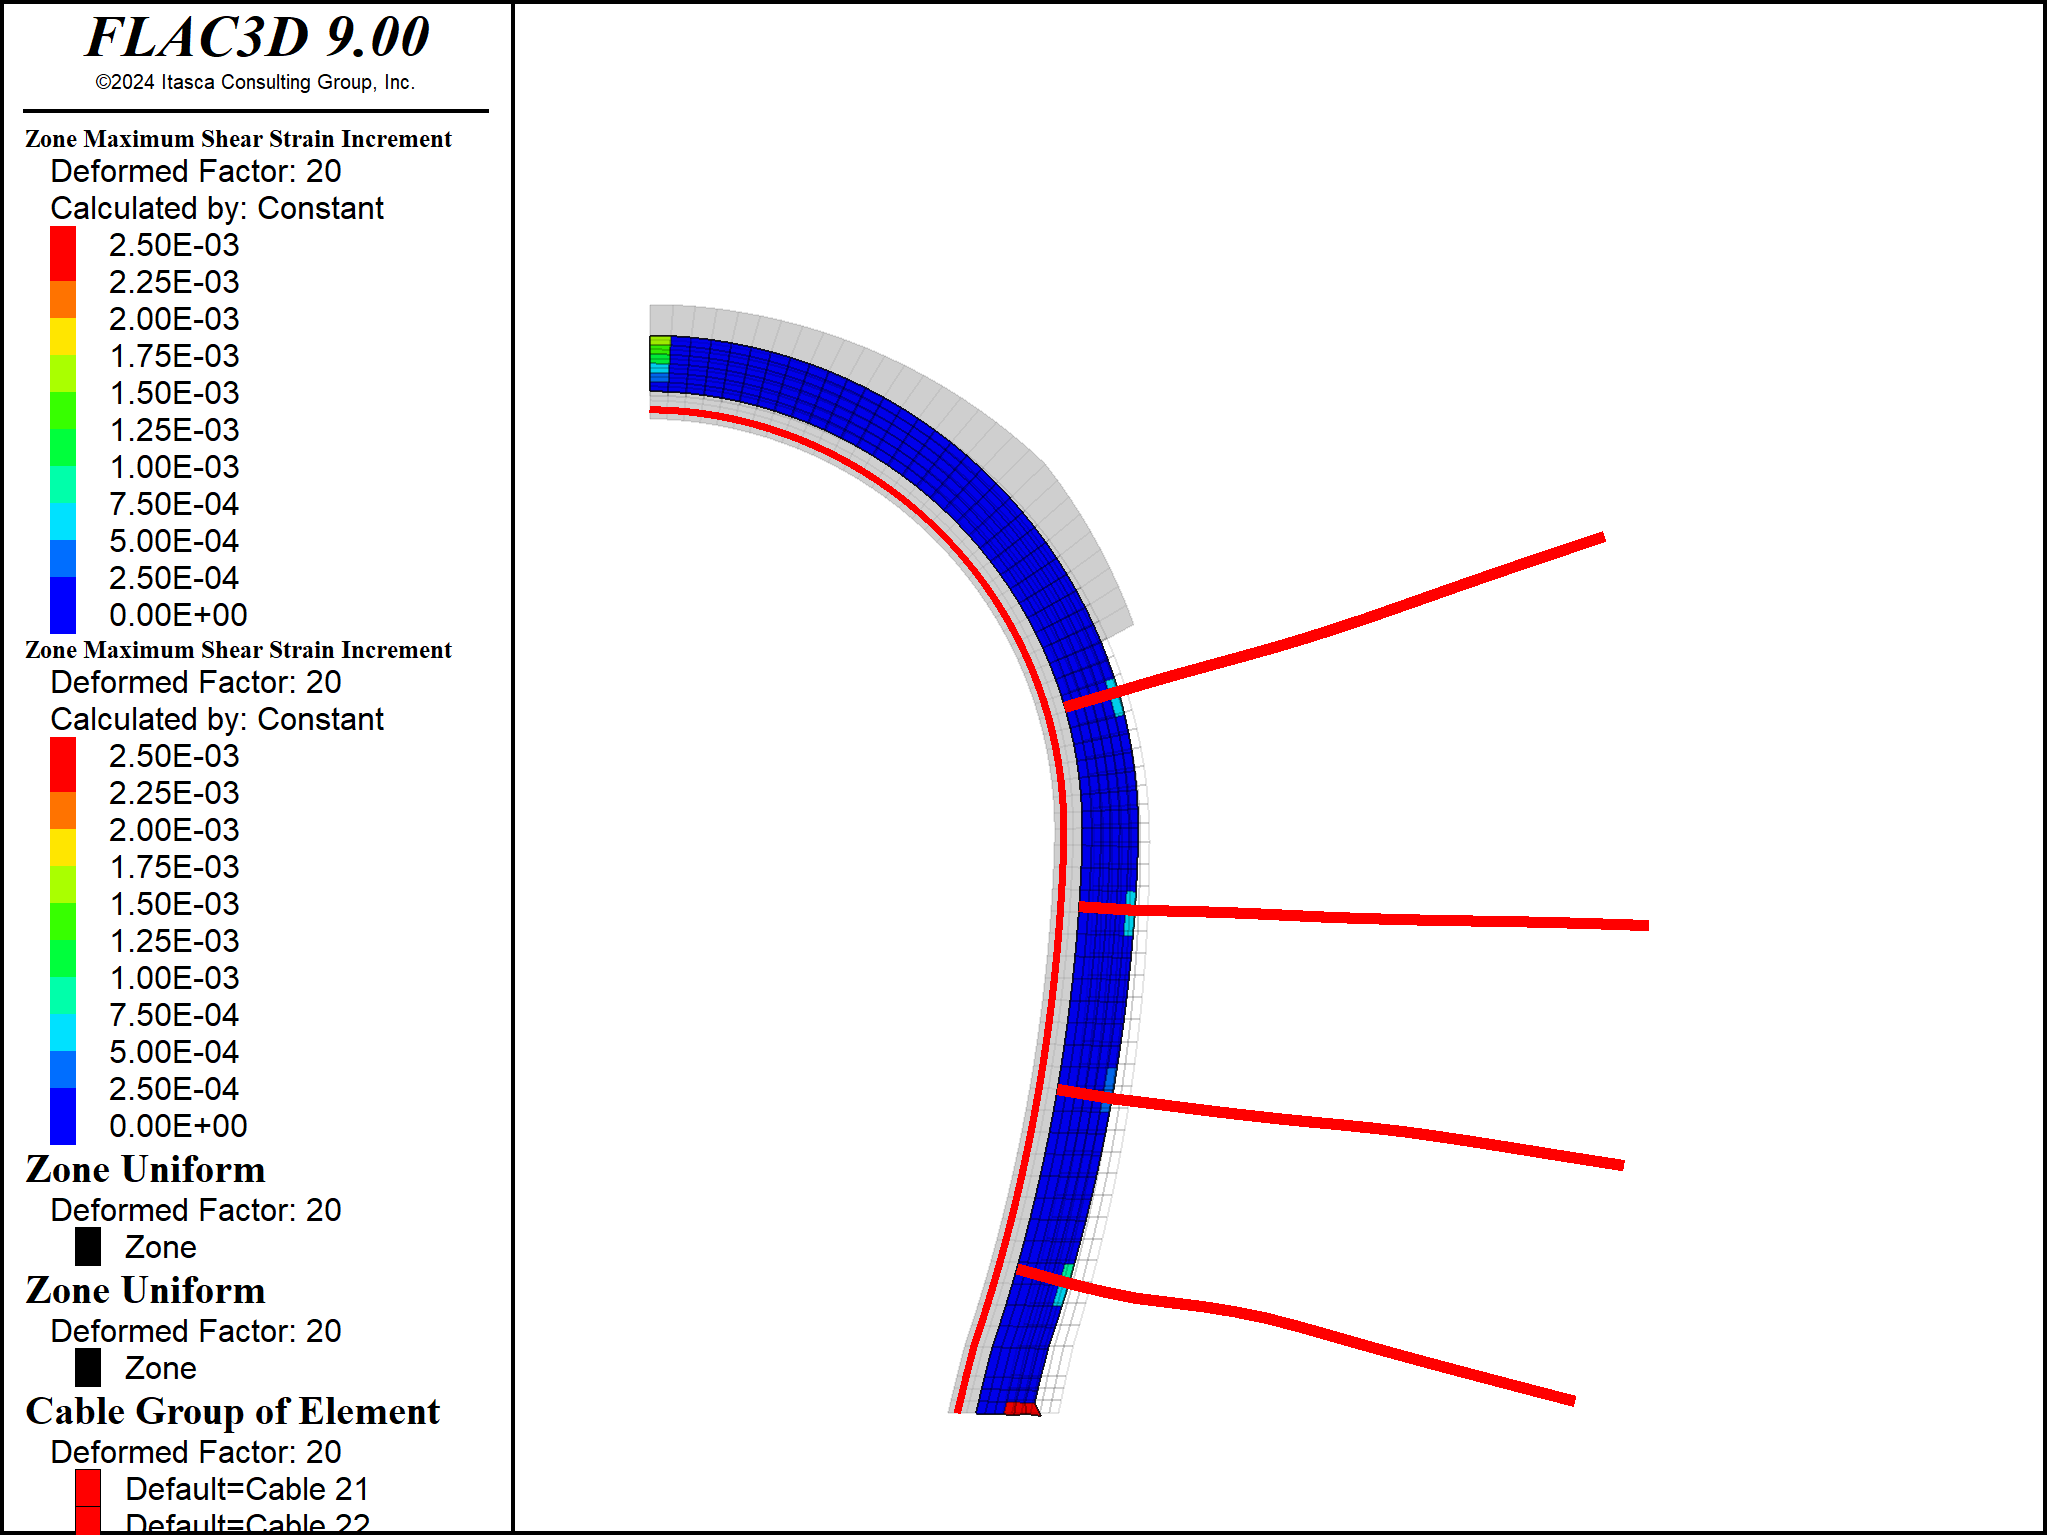 FLAC3D 9.00
©2024 Itasca Consulting Group, Inc.
Zone Maximum Shear Strain Increment
Deformed Factor: 20
Calculated by: Constant
2.50E-03
2.25E-03
2.00E-03
1.75E-03
1.50E-03
1.25E-03
1.00E-03
7.50E-04
5.00E-04
2.50E-04
0.00E+00
Zone Maximum Shear Strain Increment
Deformed Factor: 20
Calculated by: Constant
2.50E-03
2.25E-03
2.00E-03
1.75E-03
1.50E-03
1.25E-03
1.00E-03
7.50E-04
5.00E-04
2.50E-04
0.00E+00
Zone Uniform
Deformed Factor: 20
Zone
Zone Uniform
Deformed Factor: 20
Zone
Cable Group of Element
Deformed Factor: 20
Default=Cable 21
Default=Cable 22